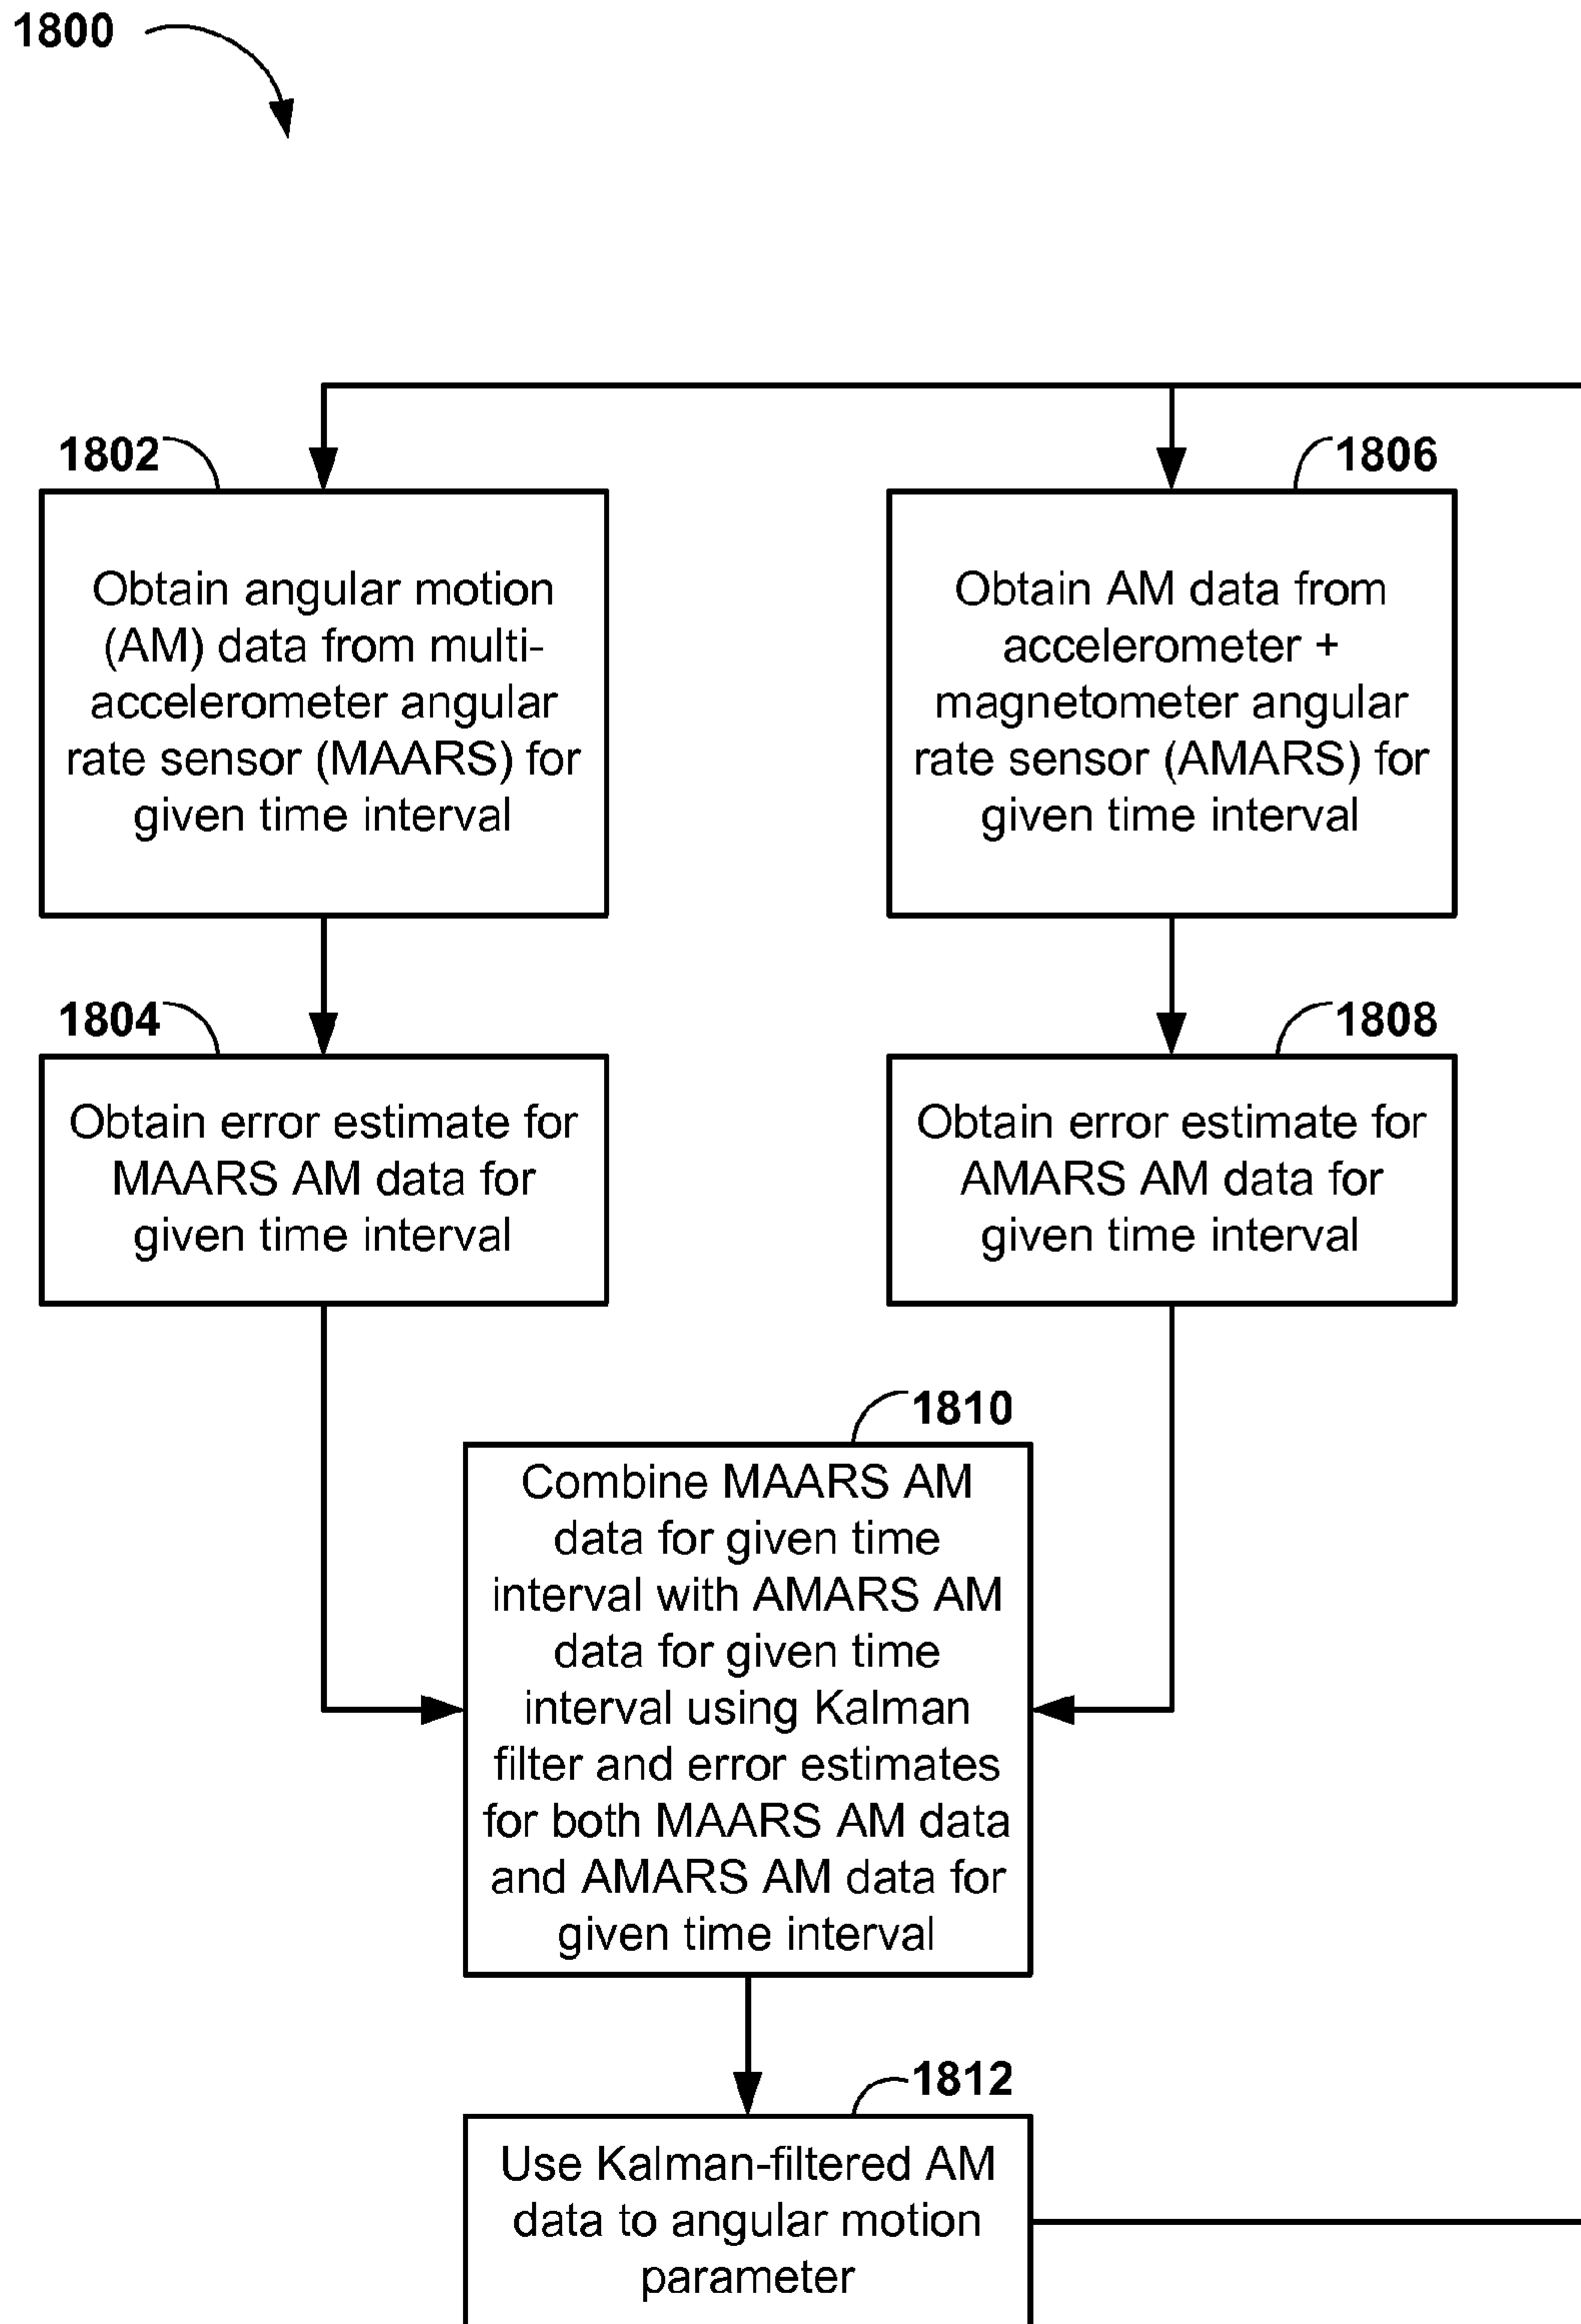 1800
1802
Obtain angular motion
(AM) data from multi-
accelerometer angular
rate sensor (MAARS) for
given time interval
1806
Obtain AM data from
accelerometer +
magnetometer angular
rate sensor (AMARS) for
given time interval
1804
Obtain error estimate for
MAARS AM data for
given time interval
1808
Obtain error estimate for
AMARS AM data for
given time interval
1810
Combine MAARS AM
data for given time
interval with AMARS AM
data for given time
interval using Kalman
filter and error estimates
for both MAARS AM data
and AMARS AM data for
given time interval
1812
Use Kalman-filtered AM
data to angular motion
parameter